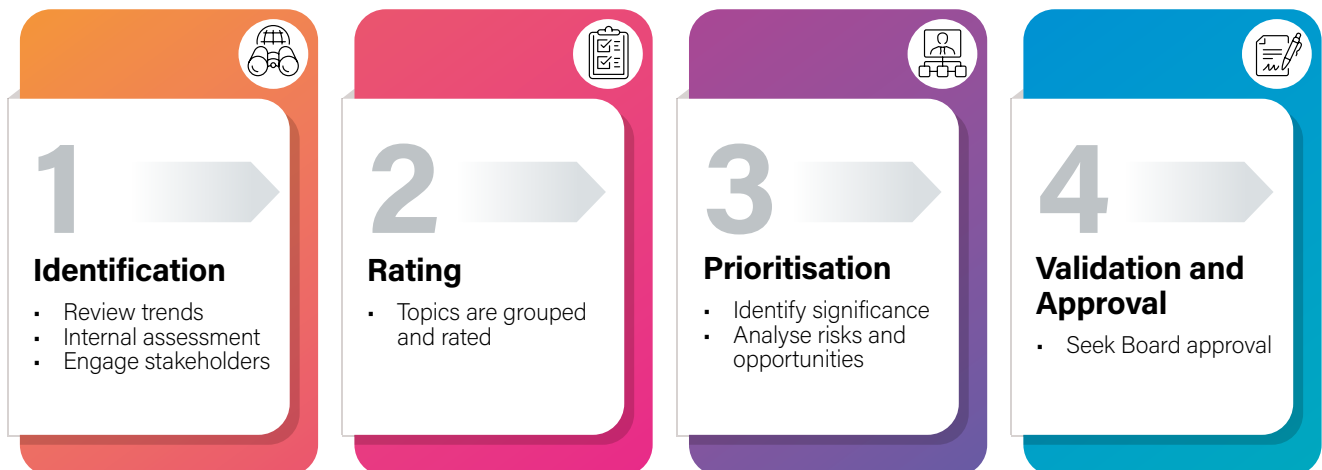 1
Identification
▪ Review trends
▪ Internal assessment
▪ Engage stakeholders
2
Rating
▪ Topics are grouped
and rated
3
Prioritisation
▪ Identify significance
▪ Analyse risks and
opportunities
4
Validation and
Approval
▪ Seek Board approval